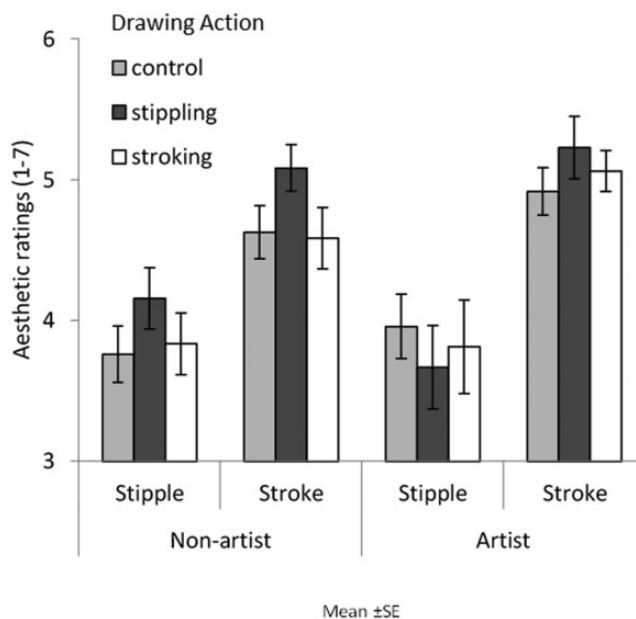 Drawing Action
control
stippling
stroking
Aesthetic ratings (1-7)
6
5
4
3
Stipple Stroke Stipple Stroke
Non-artist Artist
Mean ±SE